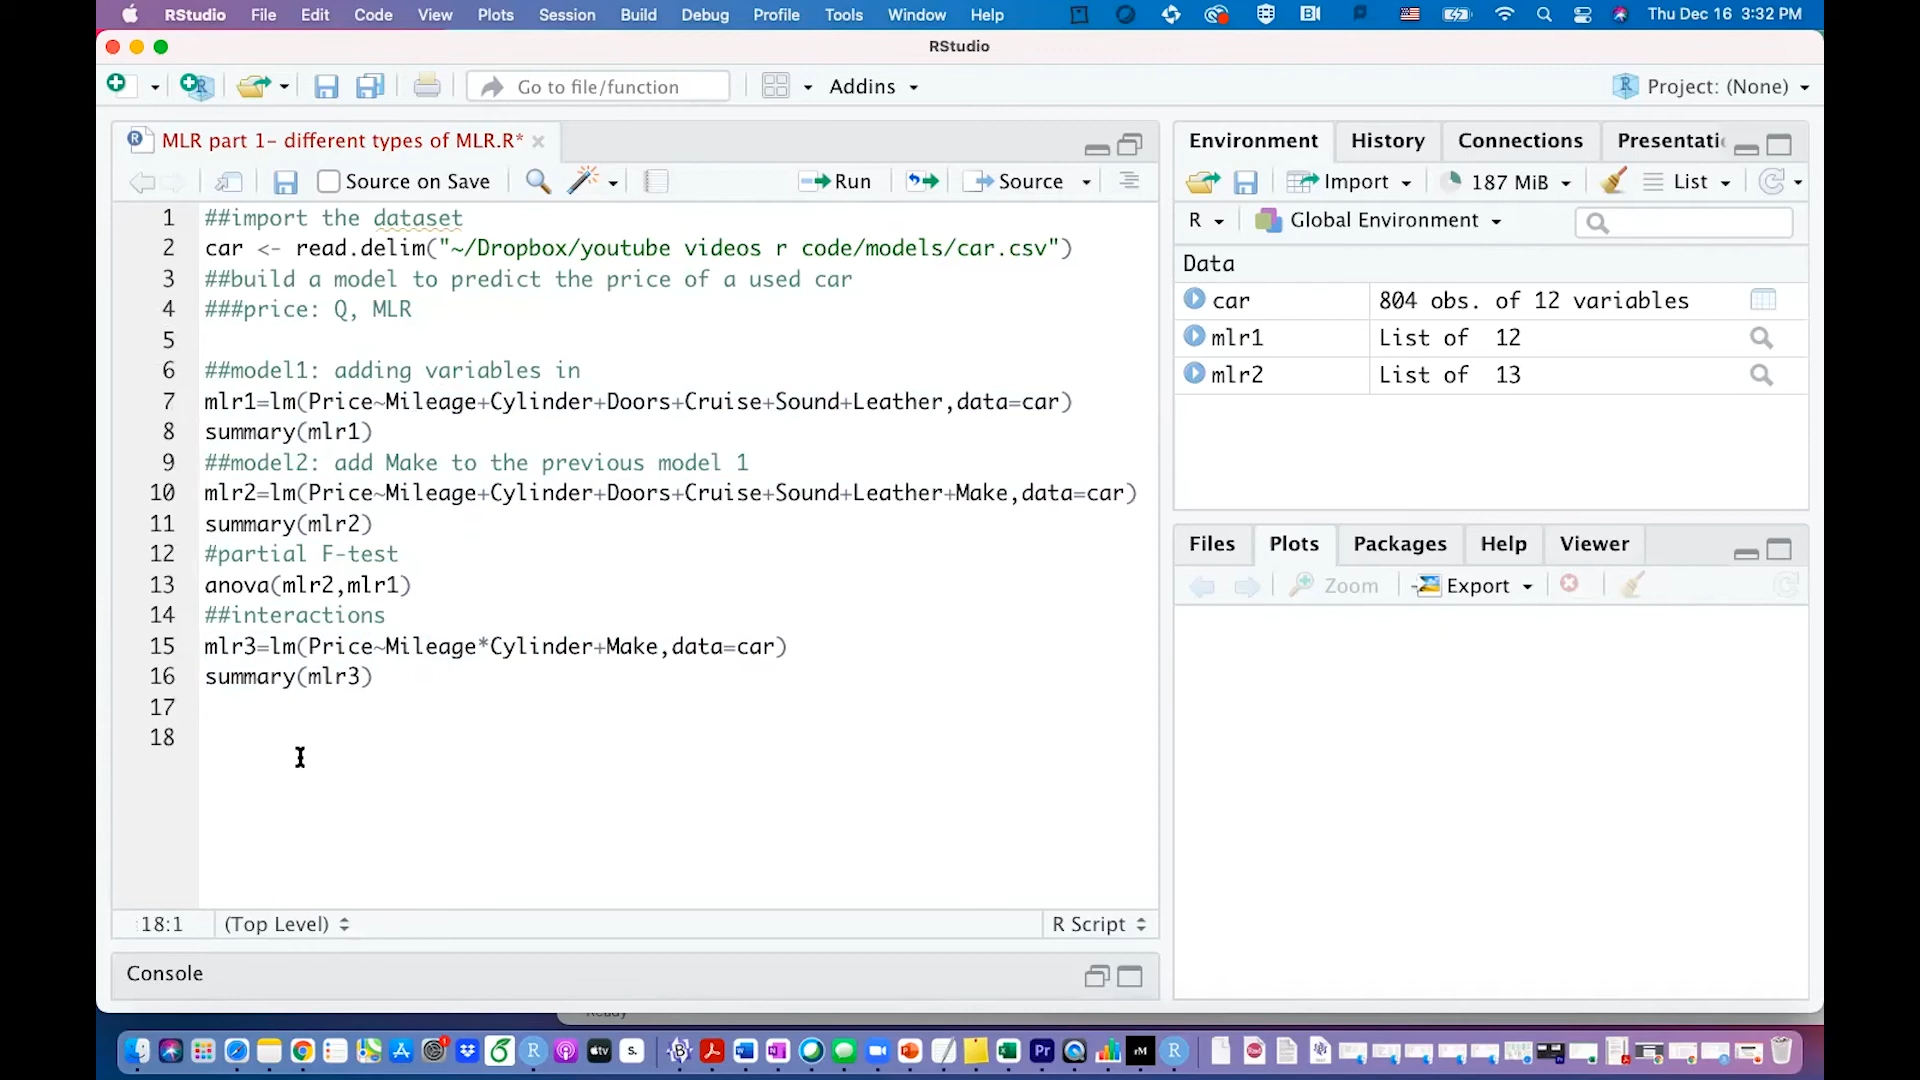 RStudio File Edit Code View Plots Session Build Debug Profile Tools Window Help Thu Dec 16 3:32 PM
RStudio
Go to file/function Addins Project: (None)
MLR part 1- different types of MLR.R*
Source on Save Run Source
1 ##import the dataset
2 car <- read.delim("~/Dropbox/youtube videos r code/models/car.csv")
3 ##build a model to predict the price of a used car
4 ###price: Q, MLR
5
6 ##model1: adding variables in
7 mlr1=lm(Price~Mileage+Cylinder+Doors+Cruise+Sound+Leather,data=car)
8 summary(mlr1)
9 ##model2: add Make to the previous model 1
10 mlr2=lm(Price~Mileage+Cylinder+Doors+Cruise+Sound+Leather+Make,data=car)
11 summary(mlr2)
12 #partial F-test
13 anova(mlr2,mlr1)
14 ##interactions
15 mlr3=lm(Price~Mileage*Cylinder+Make,data=car)
16 summary(mlr3)
17
18
18:1 (Top Level) R Script
Console
Environment History Connections Presentati
Import 187 MiB List
R Global Environment
Data
car 804 obs. of 12 variables
mlr1 List of 12
mlr2 List of 13
Files Plots Packages Help Viewer
Zoom Export
Ready